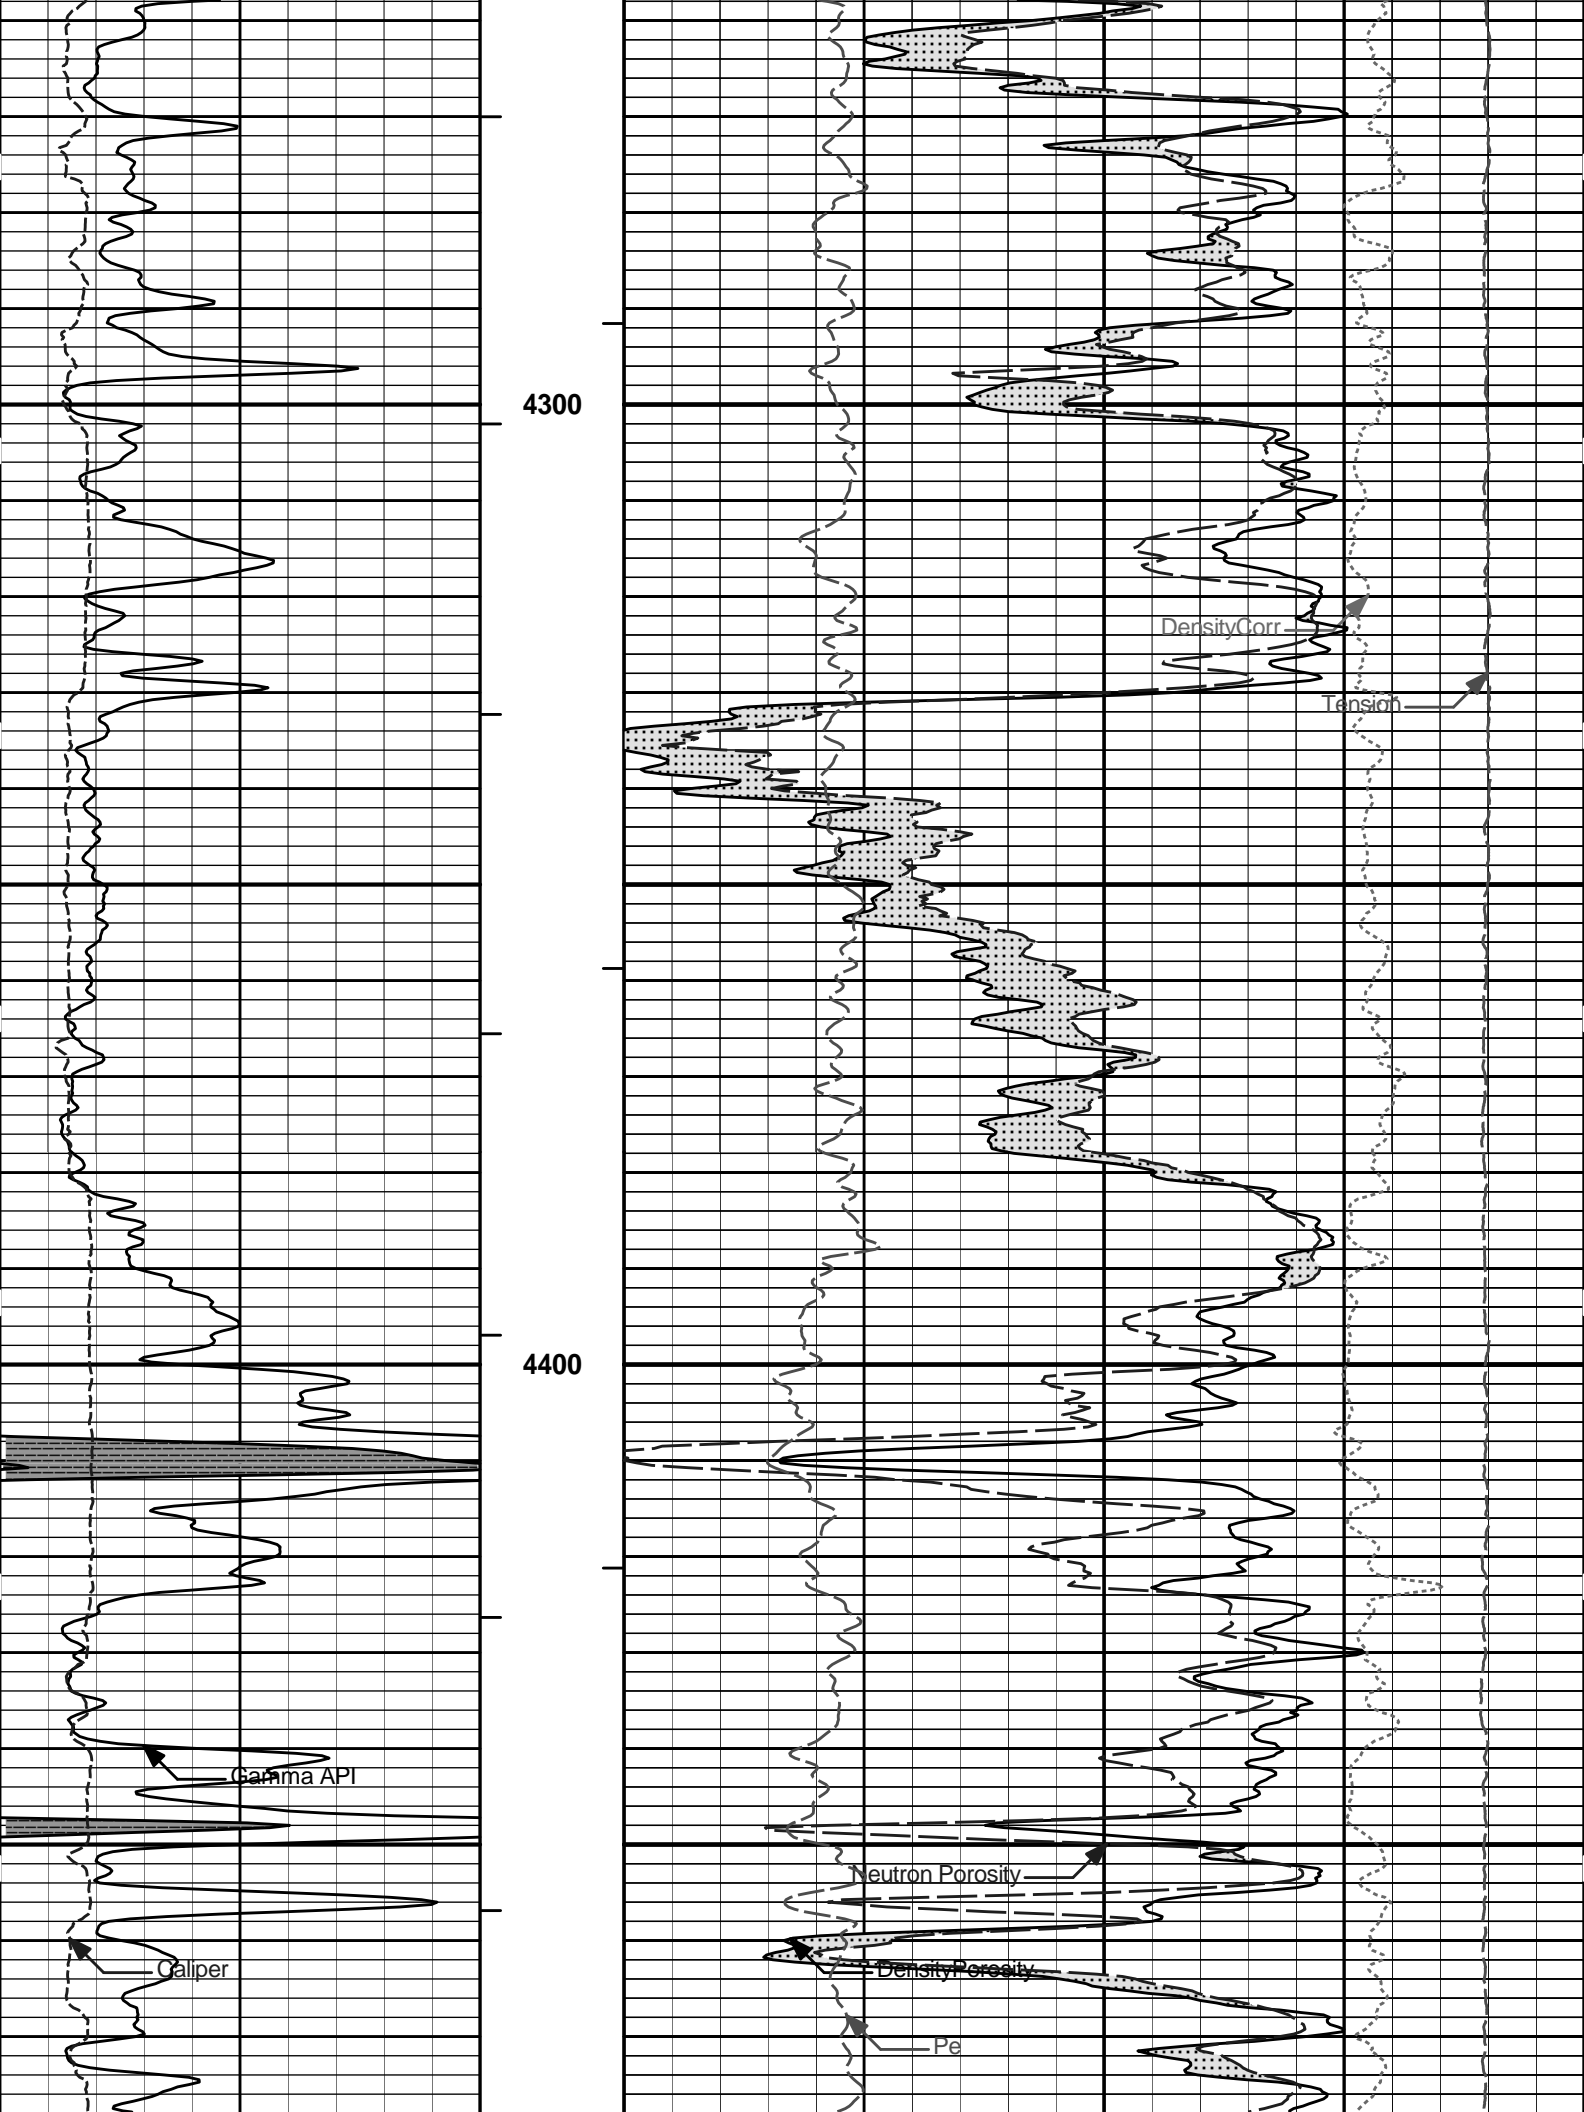 4300
DensityCorr
Tension
4400
Gamma API
Neutron Porosity
Caliper
DensityPorosity
Pe